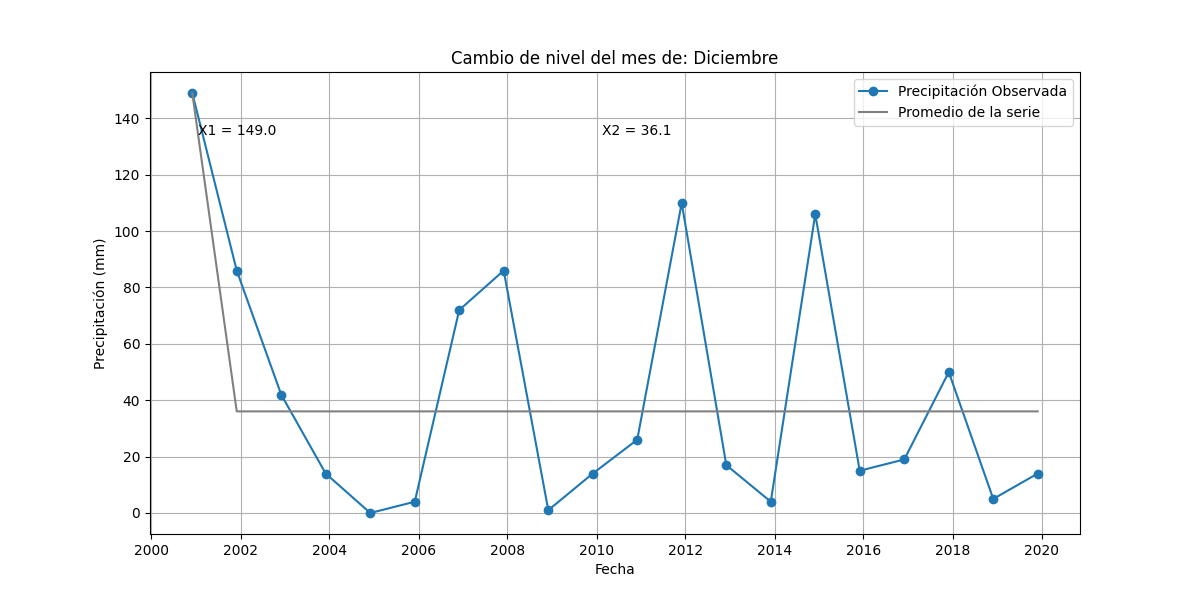 Cambio de nivel del mes de: Diciembre
Precipitación Observada
Promedio de la serie
X1 = 149.0
X2 = 36.1
Precipitación (mm)
140
120
100
80
60
40
20
0
2000 2002 2004 2006 2008 2010 2012 2014 2016 2018 2020
Fecha